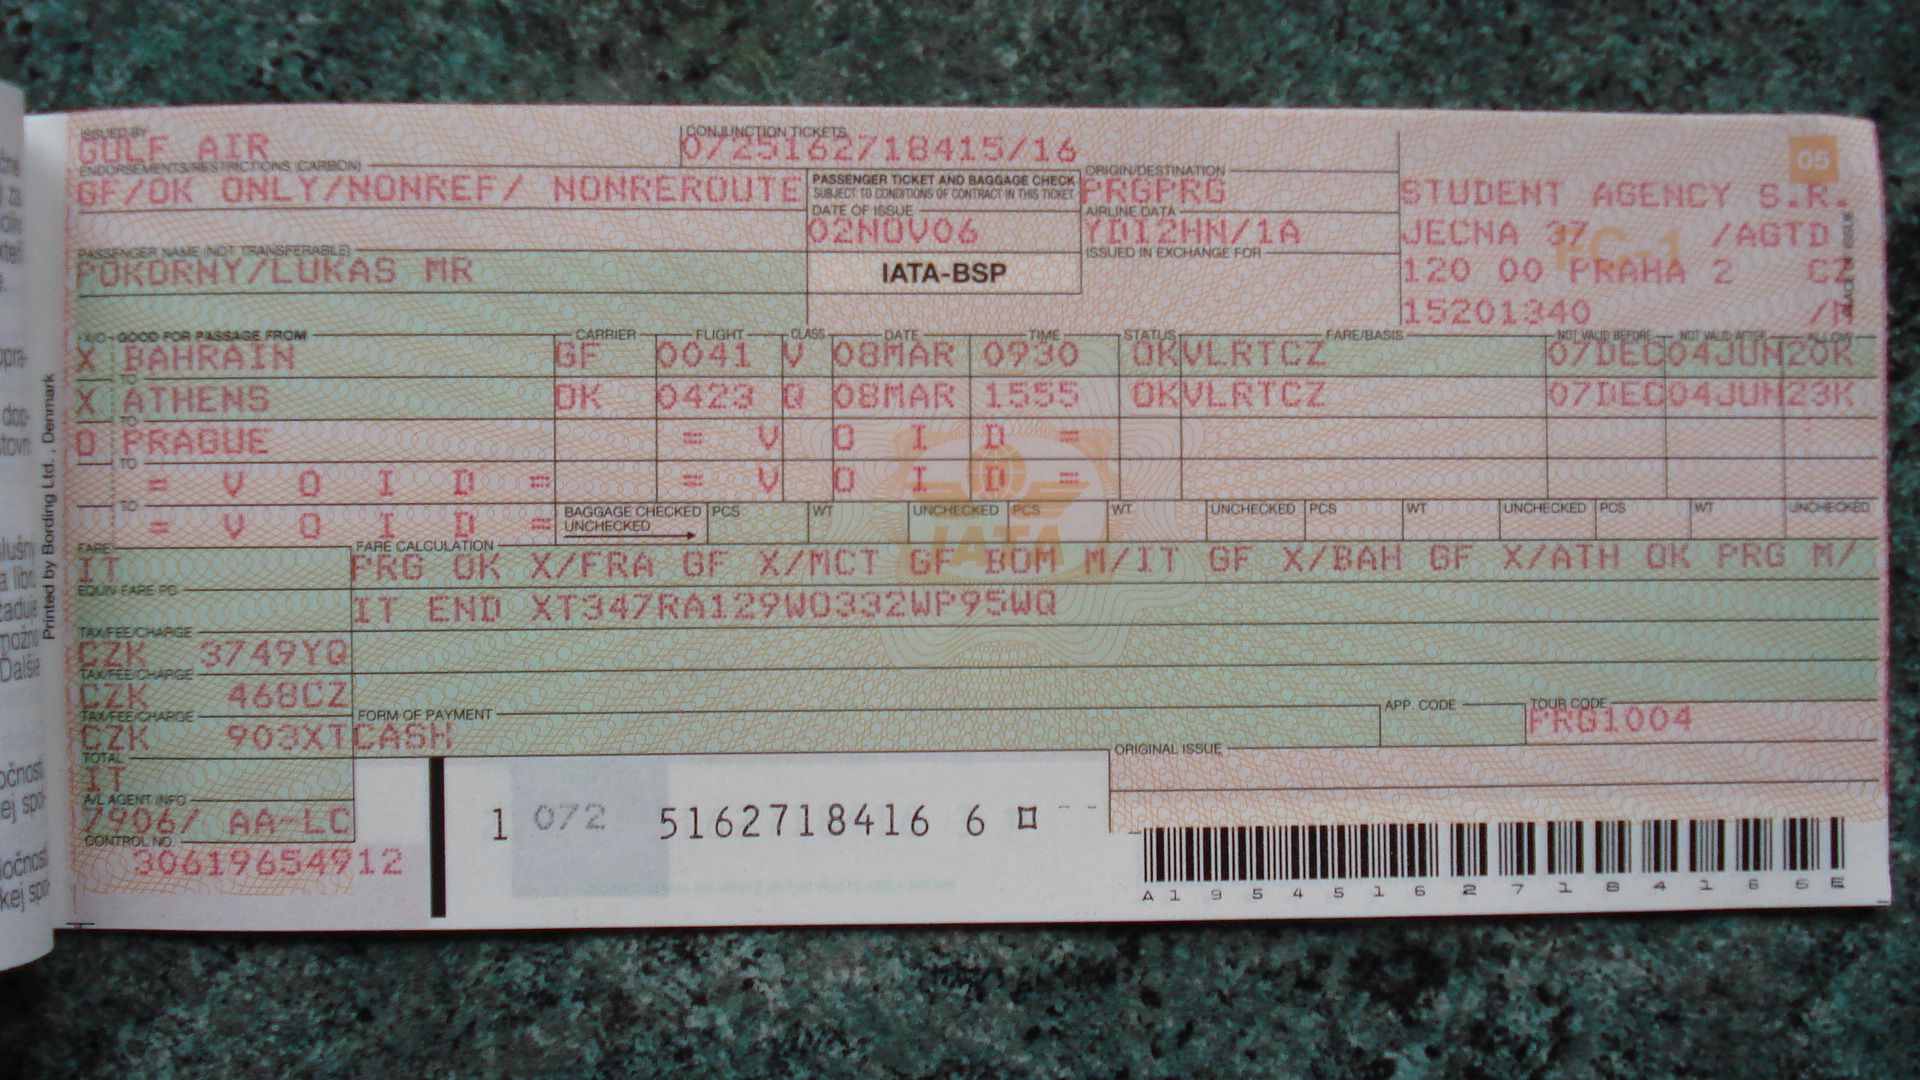 ISSUED BY
GULF AIR
CONJUNCTION TICKETS
0725162718415/16
05
ENDORSEMENTS/RESTRICTIONS (CARBON)
GF/OK ONLY/NONREF/ NONREROUTE
PASSENGER TICKET AND BAGGAGE CHECK
SUBJECT TO CONDITIONS OF CONTRACT IN THIS TICKET
ORIGIN/DESTINATION
PRGPRG
STUDENT AGENCY S.R.
DATE OF ISSUE
02NOV06
AIRLINE DATA
YDI2HN/1A
JECNA 37 /AGTD
PASSENGER NAME (NOT TRANSFERABLE)
POKORNY/LUKAS MR
IATA-BSP
ISSUED IN EXCHANGE FOR
120 00 PRAHA 2 CZ
15201340
PLACE OF ISSUE
X/O GOOD FOR PASSAGE FROM CARRIER FLIGHT CLASS DATE TIME STATUS FARE/BASIS NOT VALID BEFORE NOT VALID AFTER ALLOW
X BAHRAIN GF 0041 V 08MAR 0930 OK VLRTCZ 07DEC 04JUN 20K
TO
X ATHENS OK 0423 Q 08MAR 1555 OK VLRTCZ 07DEC 04JUN 23K
TO
O PRAGUE = V O I D =
TO
= V O I D = = V O I D =
TO
= V O I D =
BAGGAGE CHECKED UNCHECKED PCS WT UNCHECKED PCS WT UNCHECKED PCS WT UNCHECKED PCS WT UNCHECKED
IATA
FARE
IT
FARE CALCULATION
PRG OK X/FRA GF X/MCT GF BOM M/IT GF X/BAH GF X/ATH OK PRG M/
EQUIV FARE PD
IT END XT347RA129WO332WP95WQ
TAX/FEE/CHARGE
CZK 3749YQ
TAX/FEE/CHARGE
CZK 468CZ
TAX/FEE/CHARGE
CZK 903XT
FORM OF PAYMENT
CASH
APP. CODE
TOUR CODE
PRG1004
TOTAL
IT
ORIGINAL ISSUE
A/L AGENT INFO
7906/ AA-LC
CONTROL NO.
30619654912
1 072 5162718416 6
A 1 9 5 4 5 1 6 2 7 1 8 4 1 6 6 E
Printed by Bording Ltd., Denmark